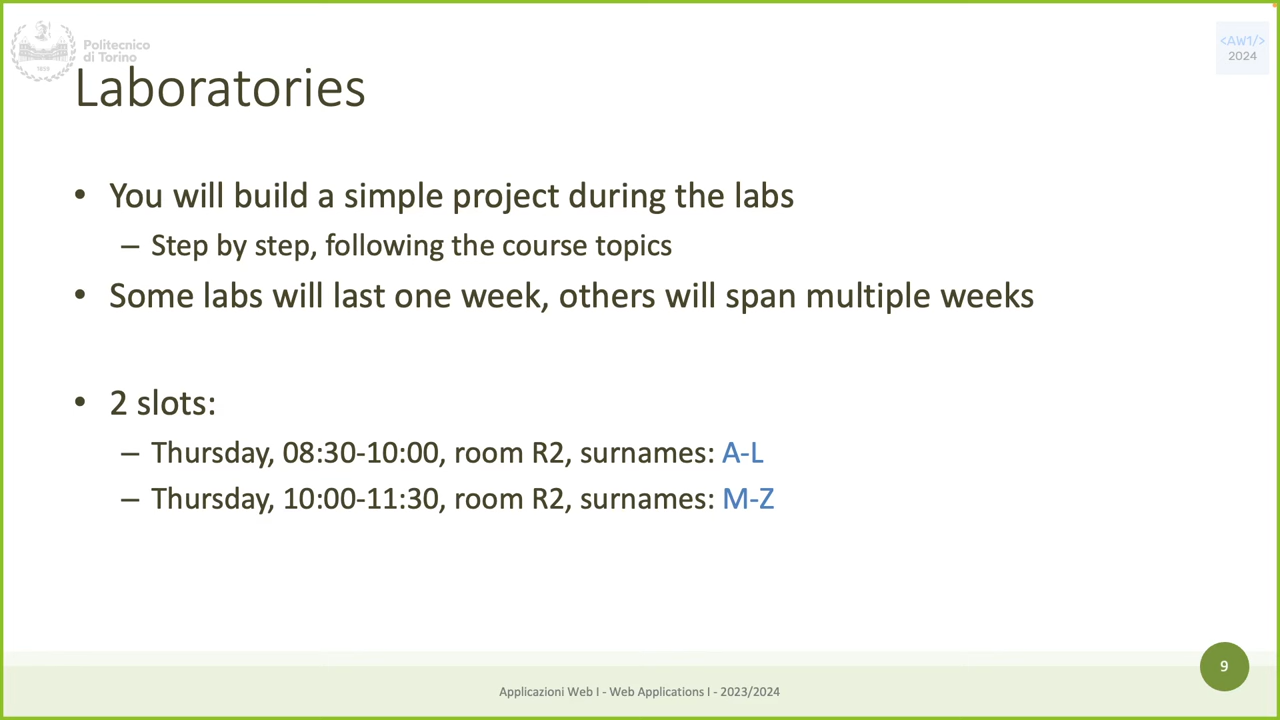 Politecnico
di Torino
1859
<AW1/>
2024
Laboratories
• You will build a simple project during the labs
– Step by step, following the course topics
• Some labs will last one week, others will span multiple weeks
• 2 slots:
– Thursday, 08:30-10:00, room R2, surnames: A-L
– Thursday, 10:00-11:30, room R2, surnames: M-Z
9
Applicazioni Web I - Web Applications I - 2023/2024